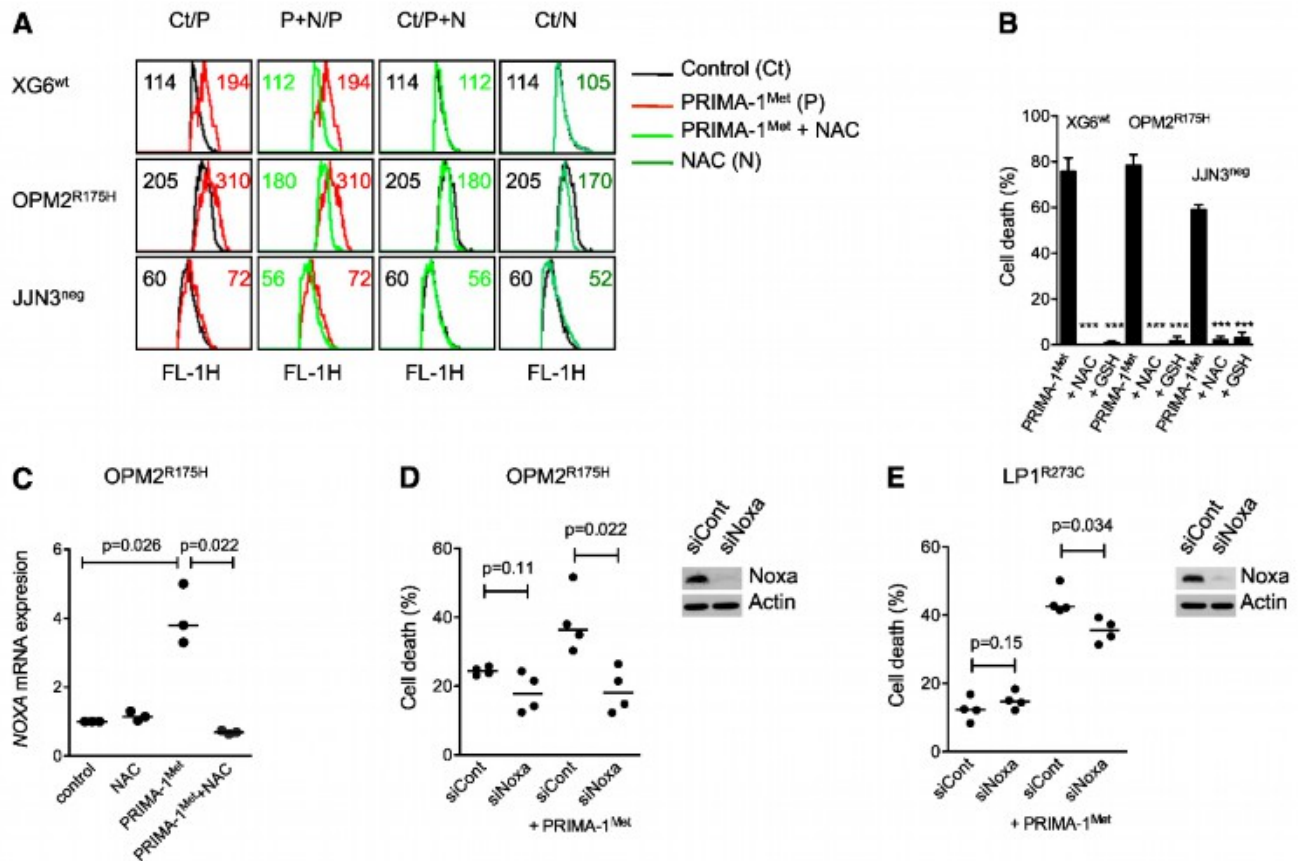 A
Ct/P P+N/P Ct/P+N Ct/N
XG6wt
114 194 112 194 114 112 114 105
OPM2R175H
205 310 180 310 205 180 205 170
JJN3neg
60 72 56 72 60 56 60 52
FL-1H FL-1H FL-1H FL-1H
Control (Ct)
PRIMA-1Met (P)
PRIMA-1Met + NAC
NAC (N)
B
XG6wt OPM2R175H
JJN3neg
Cell death (%)
100
80
60
40
20
0
*** *** *** *** *** ***
PRIMA-1Met
+ NAC
+ GSH
PRIMA-1Met
+ NAC
+ GSH
PRIMA-1Met
+ NAC
+ GSH
C
OPM2R175H
p=0.026 p=0.022
NOXA mRNA expresion
6
4
2
0
control
NAC
PRIMA-1Met
PRIMA-1Met+NAC
D
OPM2R175H
p=0.022
p=0.11
Cell death (%)
60
40
20
0
siCont
siNoxa
siCont
siNoxa
+ PRIMA-1Met
siCont
siNoxa
Noxa
Actin
E
LP1R273C
p=0.034
p=0.15
Cell death (%)
60
40
20
0
siCont
siNoxa
siCont
siNoxa
+ PRIMA-1Met
siCont
siNoxa
Noxa
Actin